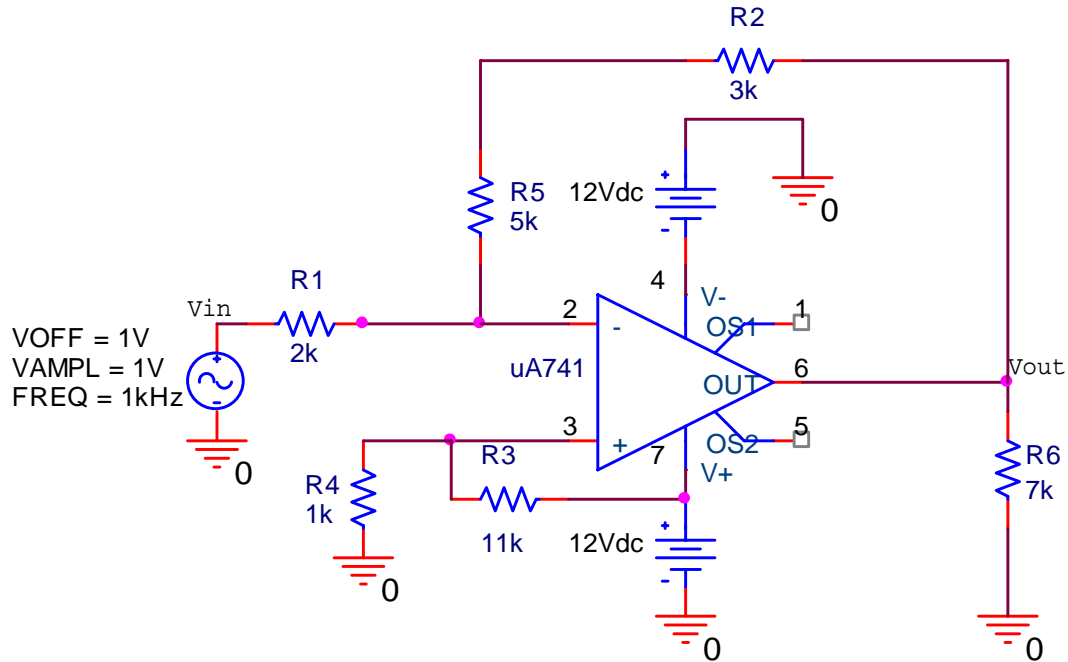 R2
3k
12Vdc
0
R5
5k
R1
Vin
2k
VOFF = 1V
VAMPL = 1V
FREQ = 1kHz
0
4
V-
1
OS1
2
-
uA741
OUT
6
Vout
3
+
7
OS2
5
V+
R3
11k
R4
1k
0
12Vdc
0
R6
7k
0
+
-
+
-
+
-